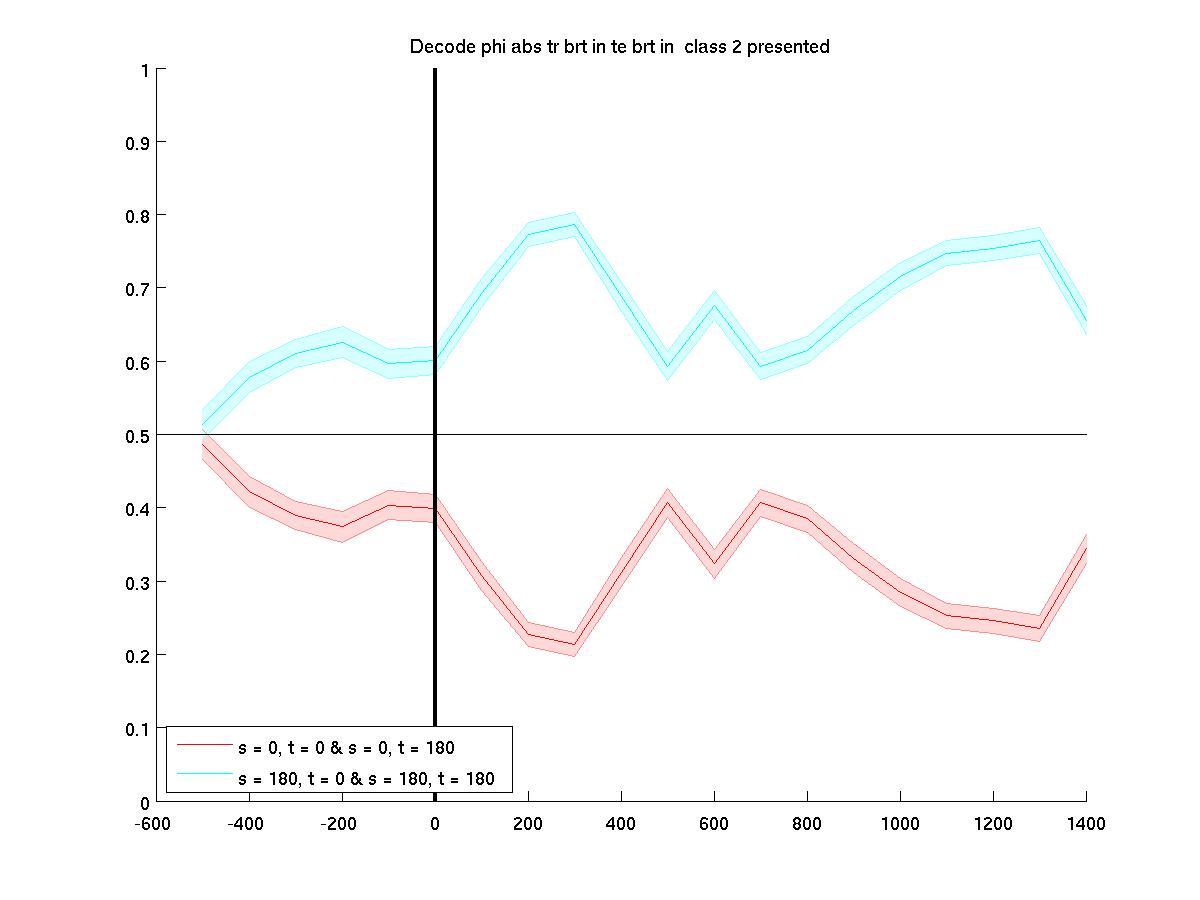 Decode phi abs tr brt in te brt in  class 2 presented
1
0.9
0.8
0.7
0.6
0.5
0.4
0.3
0.2
0.1
0
s = 0, t = 0 & s = 0, t = 180
s = 180, t = 0 & s = 180, t = 180
-600 -400 -200 0 200 400 600 800 1000 1200 1400